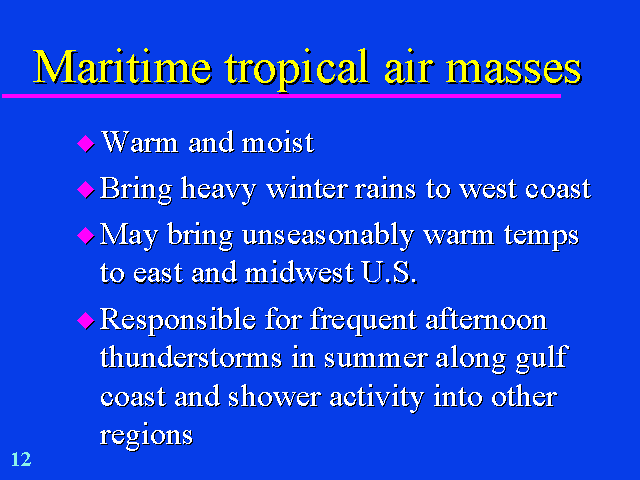 Maritime tropical air masses
Warm and moist
Bring heavy winter rains to west coast
May bring unseasonably warm temps
to east and midwest U.S.
Responsible for frequent afternoon
thunderstorms in summer along gulf
coast and shower activity into other
regions
12